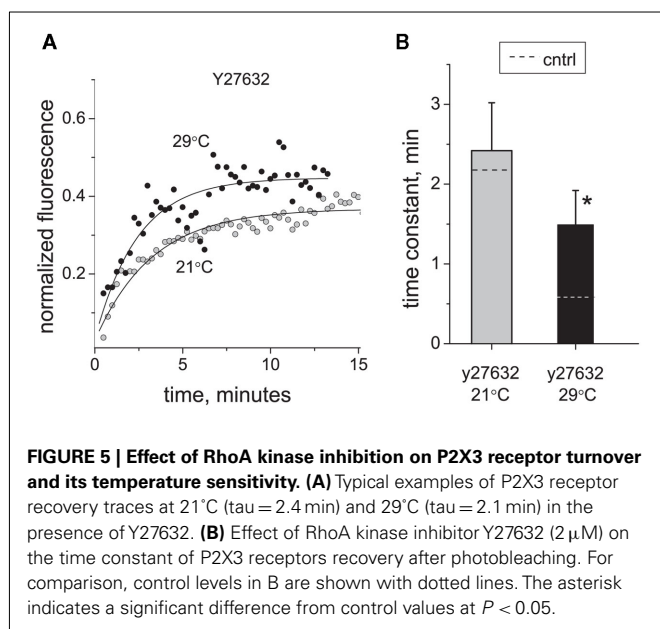 A
Y27632
29°C
21°C
0.6
0.4
0.2
normalized fluorescence
0
5
10
15
time, minutes
B
cntrl
3
2
1
0
time constant, min
*
y27632
21°C
y27632
29°C
FIGURE 5 | Effect of RhoA kinase inhibition on P2X3 receptor turnover
and its temperature sensitivity. (A) Typical examples of P2X3 receptor
recovery traces at 21˚C (tau = 2.4 min) and 29˚C (tau = 2.1 min) in the
presence of Y27632. (B) Effect of RhoA kinase inhibitor Y27632 (2 μM) on
the time constant of P2X3 receptors recovery after photobleaching. For
comparison, control levels in B are shown with dotted lines. The asterisk
indicates a significant difference from control values at P < 0.05.